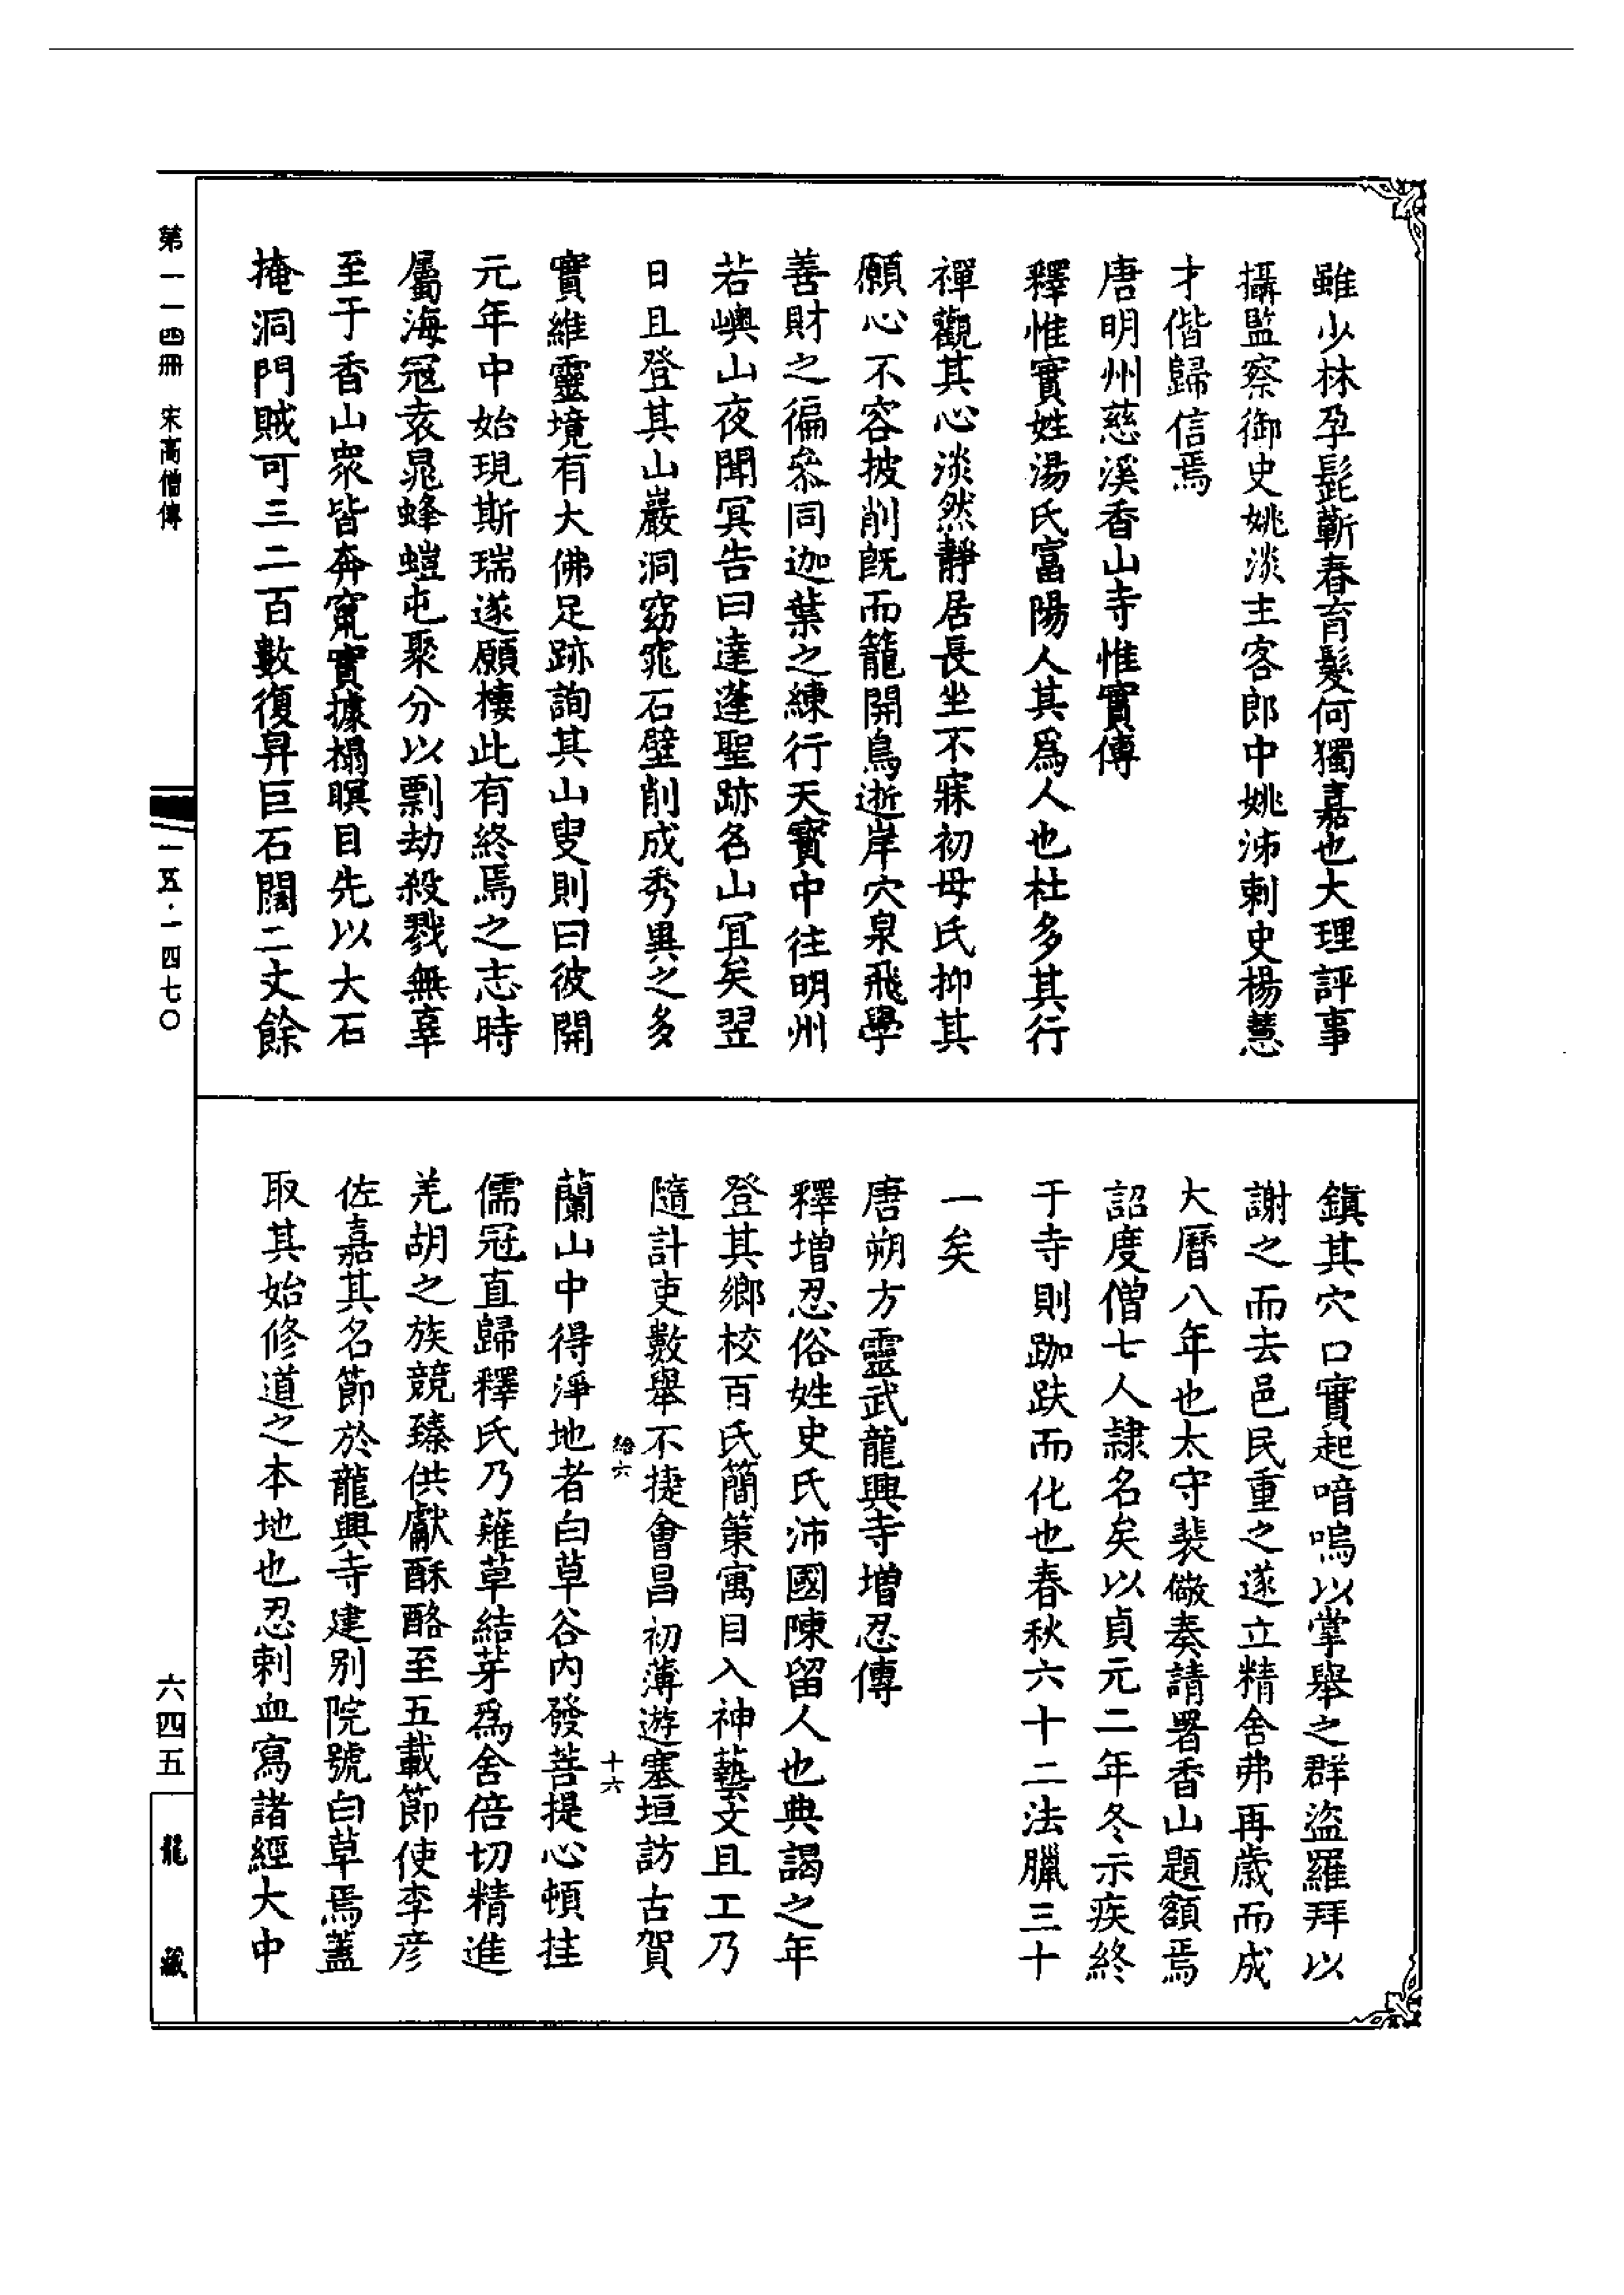 雖少林孕髭蘄春育髮何獨嘉也大理評事
攝監察御史姚淡主客郎中姚沛刺史楊慧
才偕歸信焉
唐明州慈溪香山寺惟實傳
釋惟實姓湯氏富陽人其爲人也杜多其行
禪觀其心淡然靜居長坐不寐初母氏抑其
願心不容披削旣而籠開鳥逝岸穴泉飛學
善財之徧叅同迦葉之練行天寶中往明州
若嶼山夜聞冥告曰達蓬聖跡名山冝矣翌
日且登其山巖洞窈窕石壁削成秀異之多
實維靈境有大佛足跡詢其山叟則曰彼開
元年中始現斯瑞遂願棲此有終焉之志時
屬海冦袁晁蜂螘屯聚分以剽劫殺戮無辜
至于香山衆皆奔竄實據榻瞑目先以大石
掩洞門賊可三二百數復舁巨石闊二丈餘
鎭其穴口實起喑嗚以掌舉之群盜羅拜以
謝之而去邑民重之遂立精舍弗再歲而成
大曆八年也太守裴儆奏請署香山題額焉
詔度僧七人隷名矣以貞元二年冬示疾終
于寺則跏趺而化也春秋六十二法臘三十
一矣
唐朔方靈武龍興寺增忍傳
釋增忍俗姓史氏沛國陳留人也典謁之年
登其鄉校百氏簡策寓目入神藝文且工乃
隨計吏數舉不捷會昌初薄遊塞垣訪古賀
給六
十六
蘭山中得淨地者白草谷內發菩提心頓挂
儒冠直歸釋氏乃薙草結芽爲舍倍切精進
羌胡之族競臻供獻酥酪至五載節使李彦
佐嘉其名節於龍興寺建別院號白草焉蓋
取其始修道之本地也忍刺血寫諸經大中
第一一四冊 宋高僧傳
一五·一四七〇
六四五
龍藏